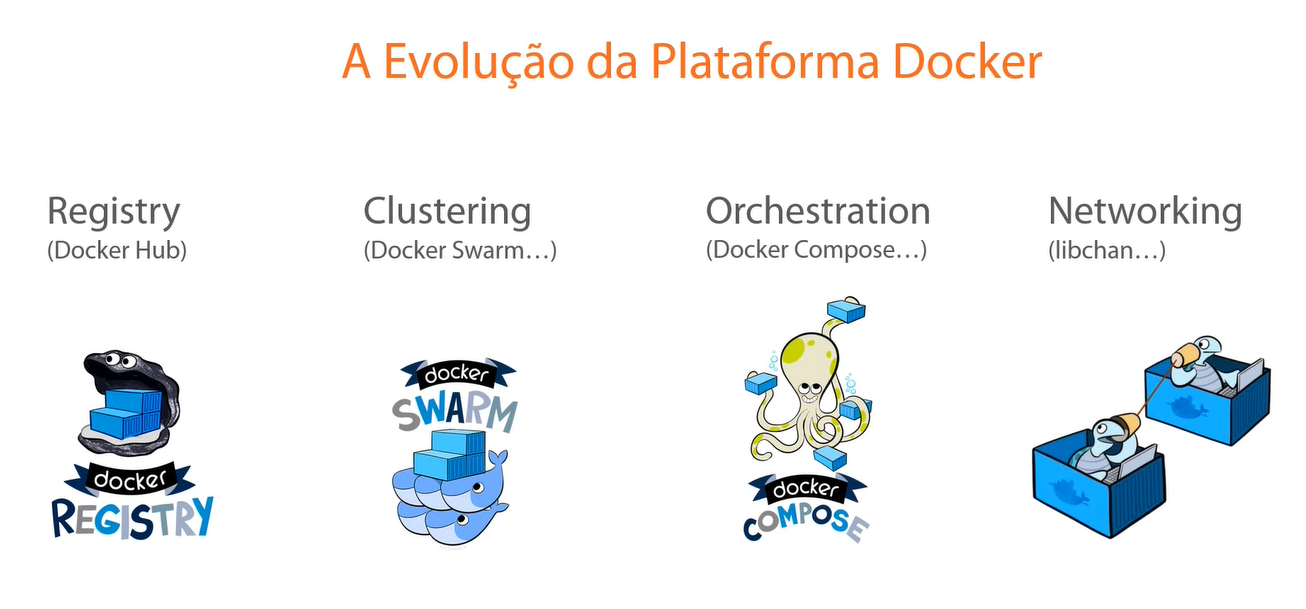 A Evolução da Plataforma Docker
Registry
(Docker Hub)
Clustering
(Docker Swarm…)
Orchestration
(Docker Compose…)
Networking
(libchan…)
docker
REGISTRY
docker
SWARM
docker
COMPOSE